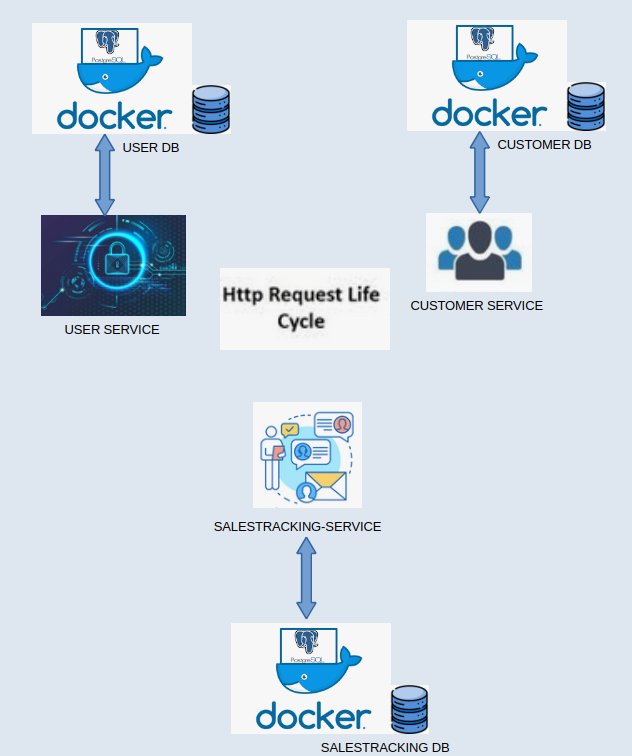 PostgreSQL
docker
USER DB
PostgreSQL
docker
CUSTOMER DB
USER SERVICE
Http Request Life
Cycle
CUSTOMER SERVICE
SALESTRACKING-SERVICE
PostgreSQL
docker
SALESTRACKING DB